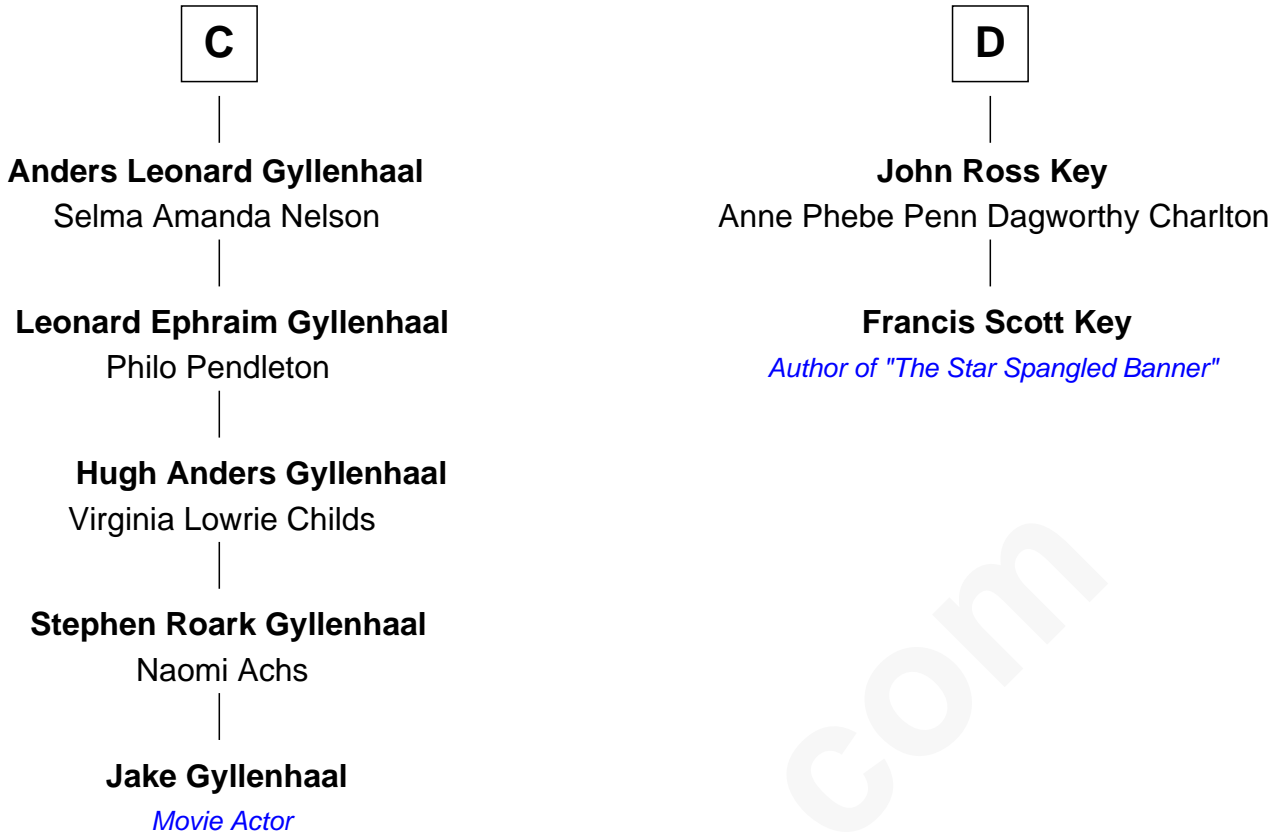 C
Anders Leonard Gyllenhaal
Selma Amanda Nelson
Leonard Ephraim Gyllenhaal
Philo Pendleton
Hugh Anders Gyllenhaal
Virginia Lowrie Childs
Stephen Roark Gyllenhaal
Naomi Achs
Jake Gyllenhaal
Movie Actor
D
John Ross Key
Anne Phebe Penn Dagworthy Charlton
Francis Scott Key
Author of "The Star Spangled Banner"
com